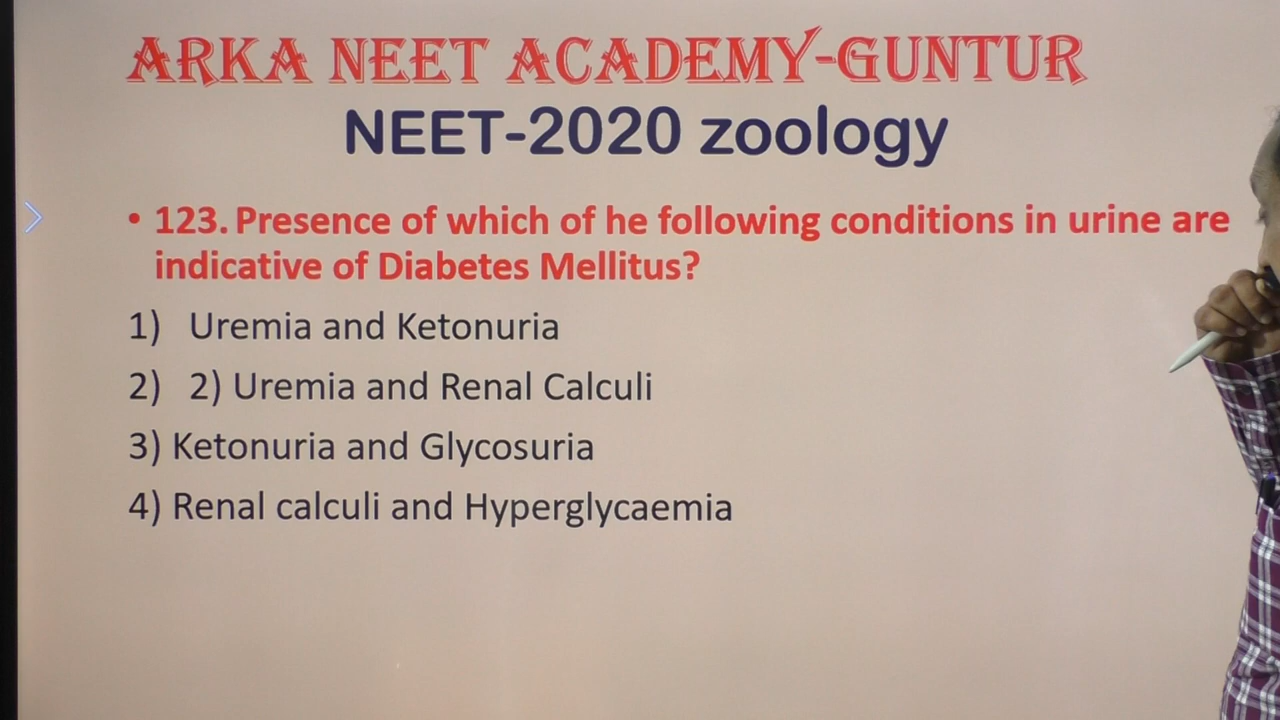 ARKA NEET ACADEMY-GUNTUR
NEET-2020 zoology
• 123. Presence of which of he following conditions in urine are
indicative of Diabetes Mellitus?
1) Uremia and Ketonuria
2) 2) Uremia and Renal Calculi
3) Ketonuria and Glycosuria
4) Renal calculi and Hyperglycaemia